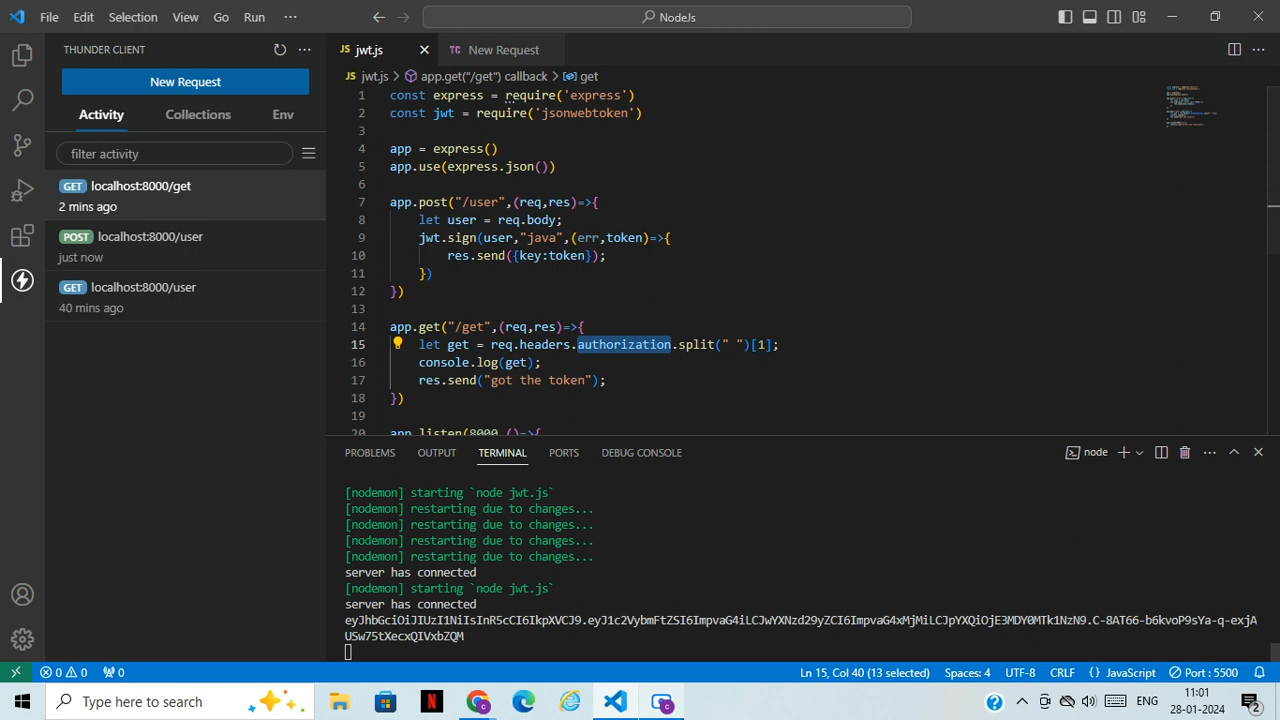 File Edit Selection View Go Run ··· NodeJs
THUNDER CLIENT
New Request
Activity Collections Env
filter activity
GET localhost:8000/get
2 mins ago
POST localhost:8000/user
just now
GET localhost:8000/user
40 mins ago
JS jwt.js TC New Request
JS jwt.js > app.get("/get") callback > get
1 const express = require('express')
2 const jwt = require('jsonwebtoken')
3
4 app = express()
5 app.use(express.json())
6
7 app.post("/user",(req,res)=>{
8 let user = req.body;
9 jwt.sign(user,"java",(err,token)=>{
10 res.send({key:token});
11 })
12 })
13
14 app.get("/get",(req,res)=>{
15 let get = req.headers.authorization.split(" ")[1];
16 console.log(get);
17 res.send("got the token");
18 })
19
20 app.listen(8000,()=>{
PROBLEMS OUTPUT TERMINAL PORTS DEBUG CONSOLE node
[nodemon] starting `node jwt.js`
[nodemon] restarting due to changes...
[nodemon] restarting due to changes...
[nodemon] restarting due to changes...
[nodemon] restarting due to changes...
server has connected
[nodemon] starting `node jwt.js`
server has connected
eyJhbGciOiJIUzI1NiIsInR5cCI6IkpXVCJ9.eyJ1c2VybmFtZSI6ImpvaG4iLCJwYXNzd29yZCI6ImpvaG4xMjMiLCJpYXQiOjE3MDY0MTk1NzN9.C-8AT66-b6kvoP9sYa-q-exjA
USw75tXecxQIVxbZQM
0 0 0 Ln 15, Col 40 (13 selected) Spaces: 4 UTF-8 CRLF {} JavaScript Port : 5500
Type here to search ENG 11:01
28-01-2024 2